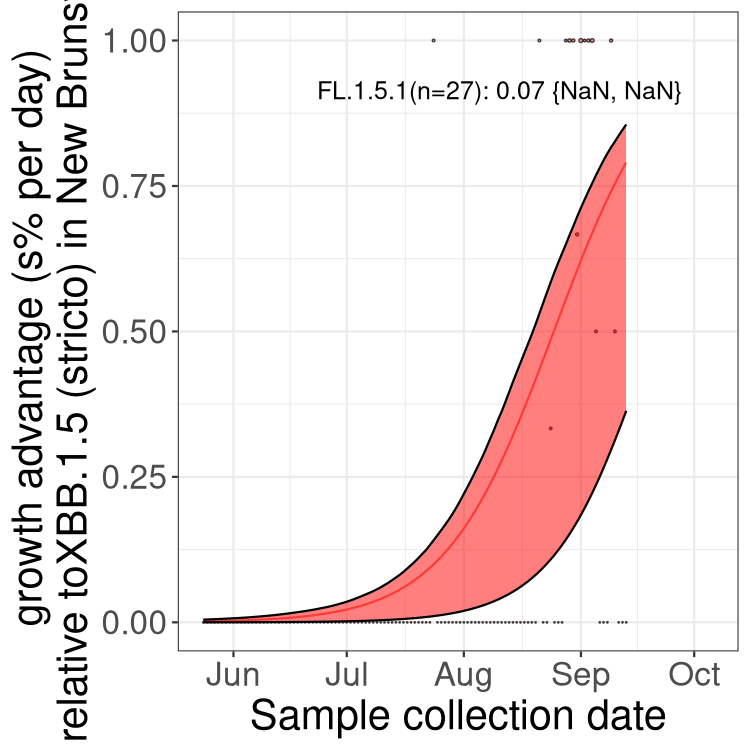 growth advantage (s% per day)
relative toXBB.1.5 (stricto) in New Bruns
1.00
0.75
0.50
0.25
0.00
FL.1.5.1(n=27): 0.07 {NaN, NaN}
Jun Jul Aug Sep Oct
Sample collection date